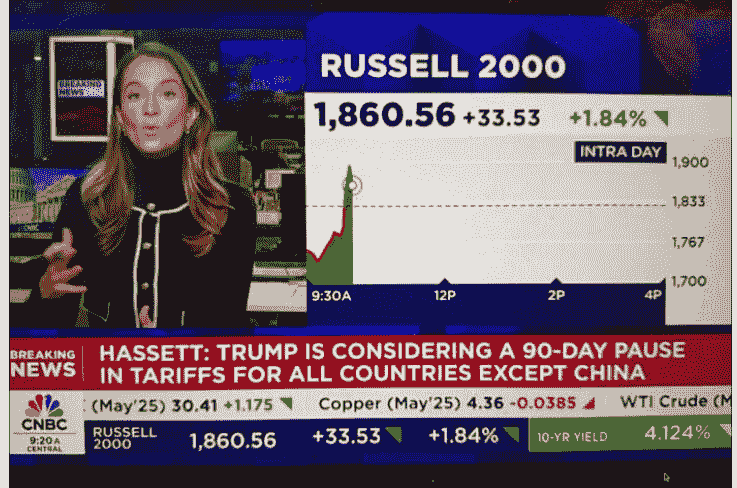 BREAKING
NEWS
RUSSELL 2000
1,860.56 +33.53 +1.84%
INTRA DAY
1,900
1,833
1,767
1,700
9:30A 12P 2P 4P
BREAKING
NEWS
HASSETT: TRUMP IS CONSIDERING A 90-DAY PAUSE
IN TARIFFS FOR ALL COUNTRIES EXCEPT CHINA
(May'25) 30.41 +1.175 Copper (May'25) 4.36 -0.0385 WTI Crude (M
CNBC
9:20A
CENTRAL
RUSSELL
2000
1,860.56 +33.53 +1.84% 10-YR YIELD 4.124%